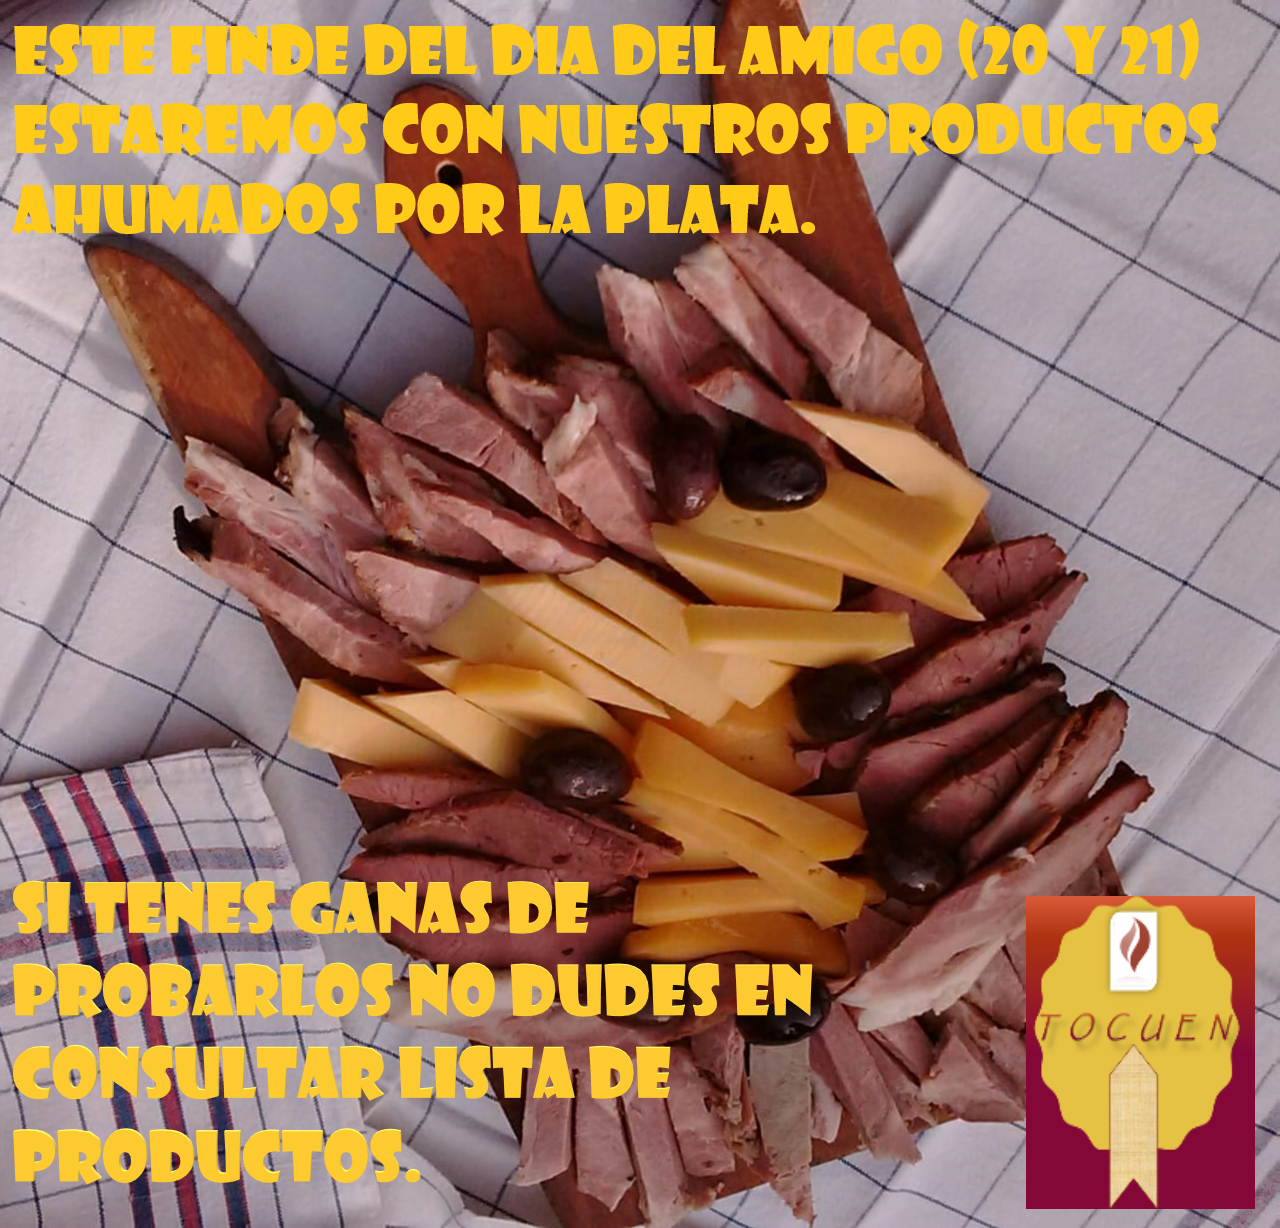 ESTE FINDE DEL DIA DEL AMIGO (20 Y 21)
ESTAREMOS CON NUESTROS PRODUCTOS
AHUMADOS POR LA PLATA.
SI TENES GANAS DE
PROBARLOS NO DUDES EN
CONSULTAR LISTA DE
PRODUCTOS.
TOCUEN